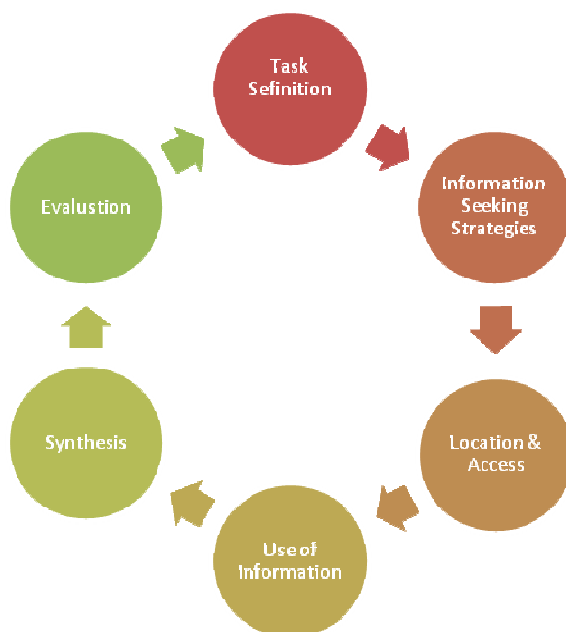 Task
Sefinition
Information
Seeking
Strategies
Location &
Access
Use of
Information
Synthesis
Evalustion